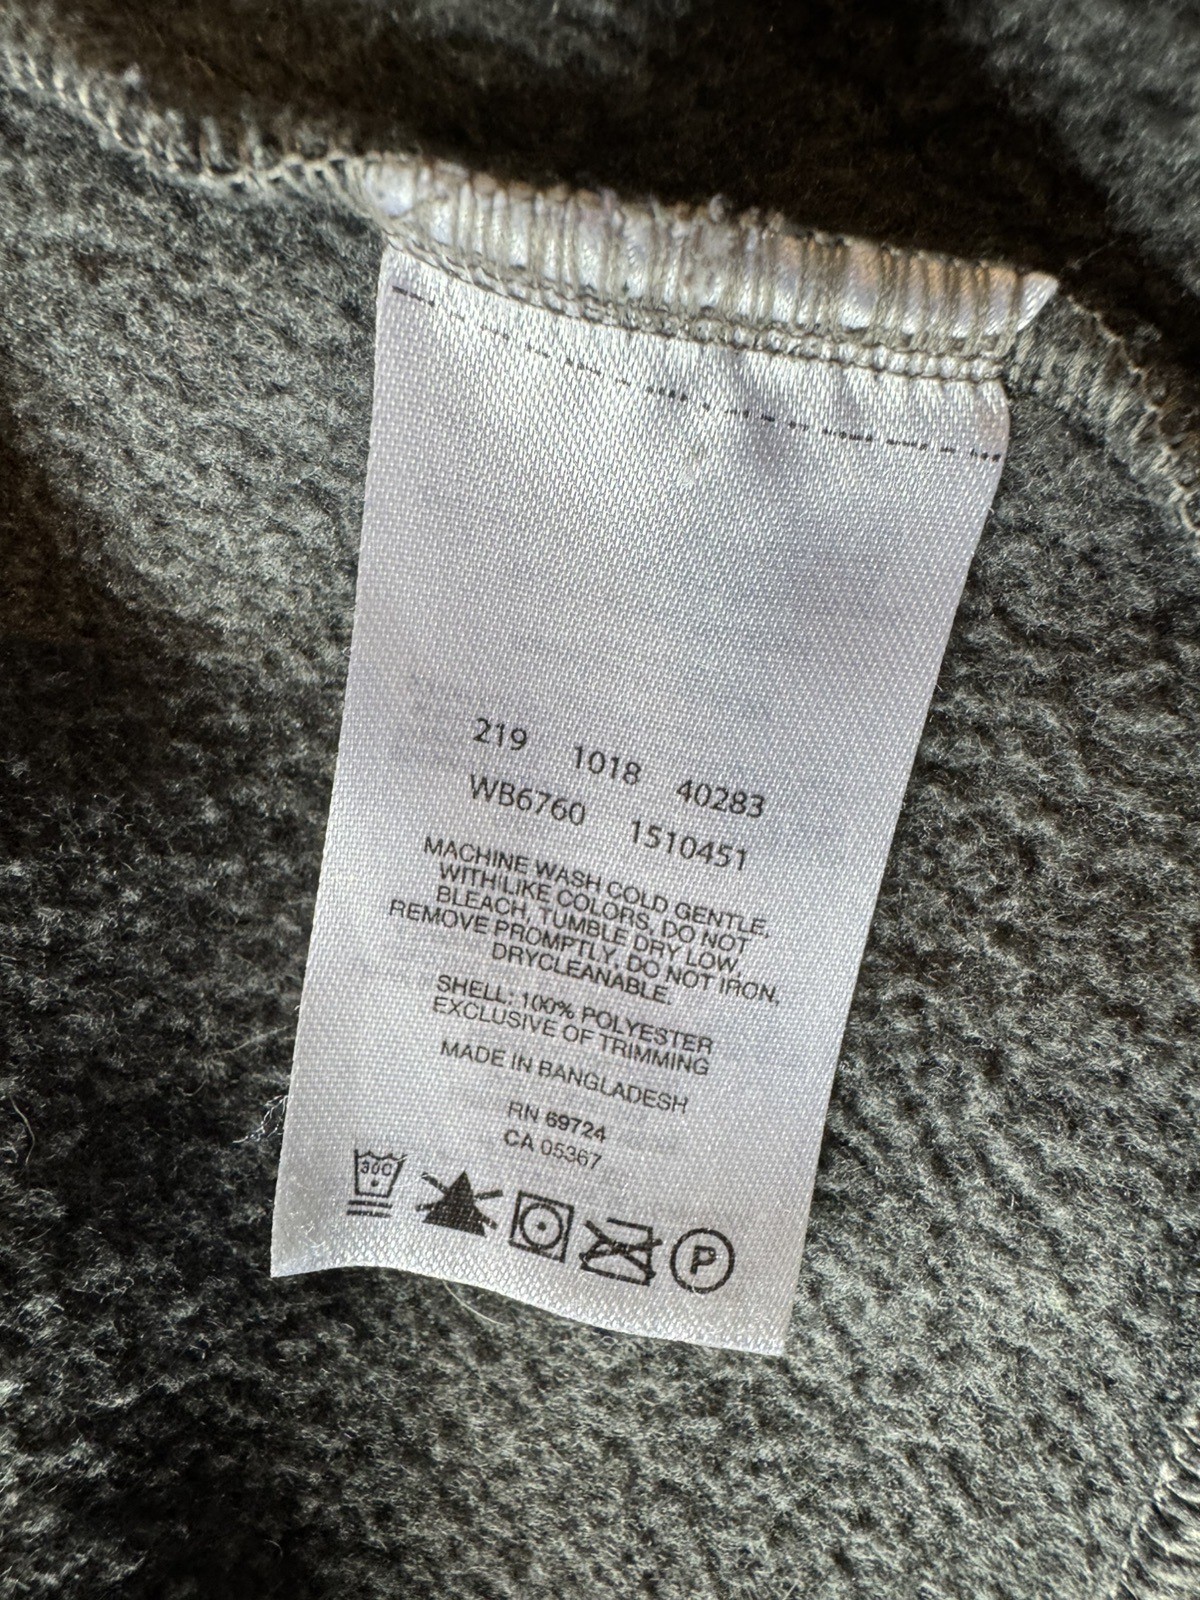 219 1018 40283
WB6760 1510451
MACHINE WASH COLD GENTLE,
WITH LIKE COLORS, DO NOT
BLEACH, TUMBLE DRY LOW,
REMOVE PROMPTLY, DO NOT IRON,
DRYCLEANABLE.
SHELL: 100% POLYESTER
EXCLUSIVE OF TRIMMING
MADE IN BANGLADESH
RN 69724
CA 05367
30C
P